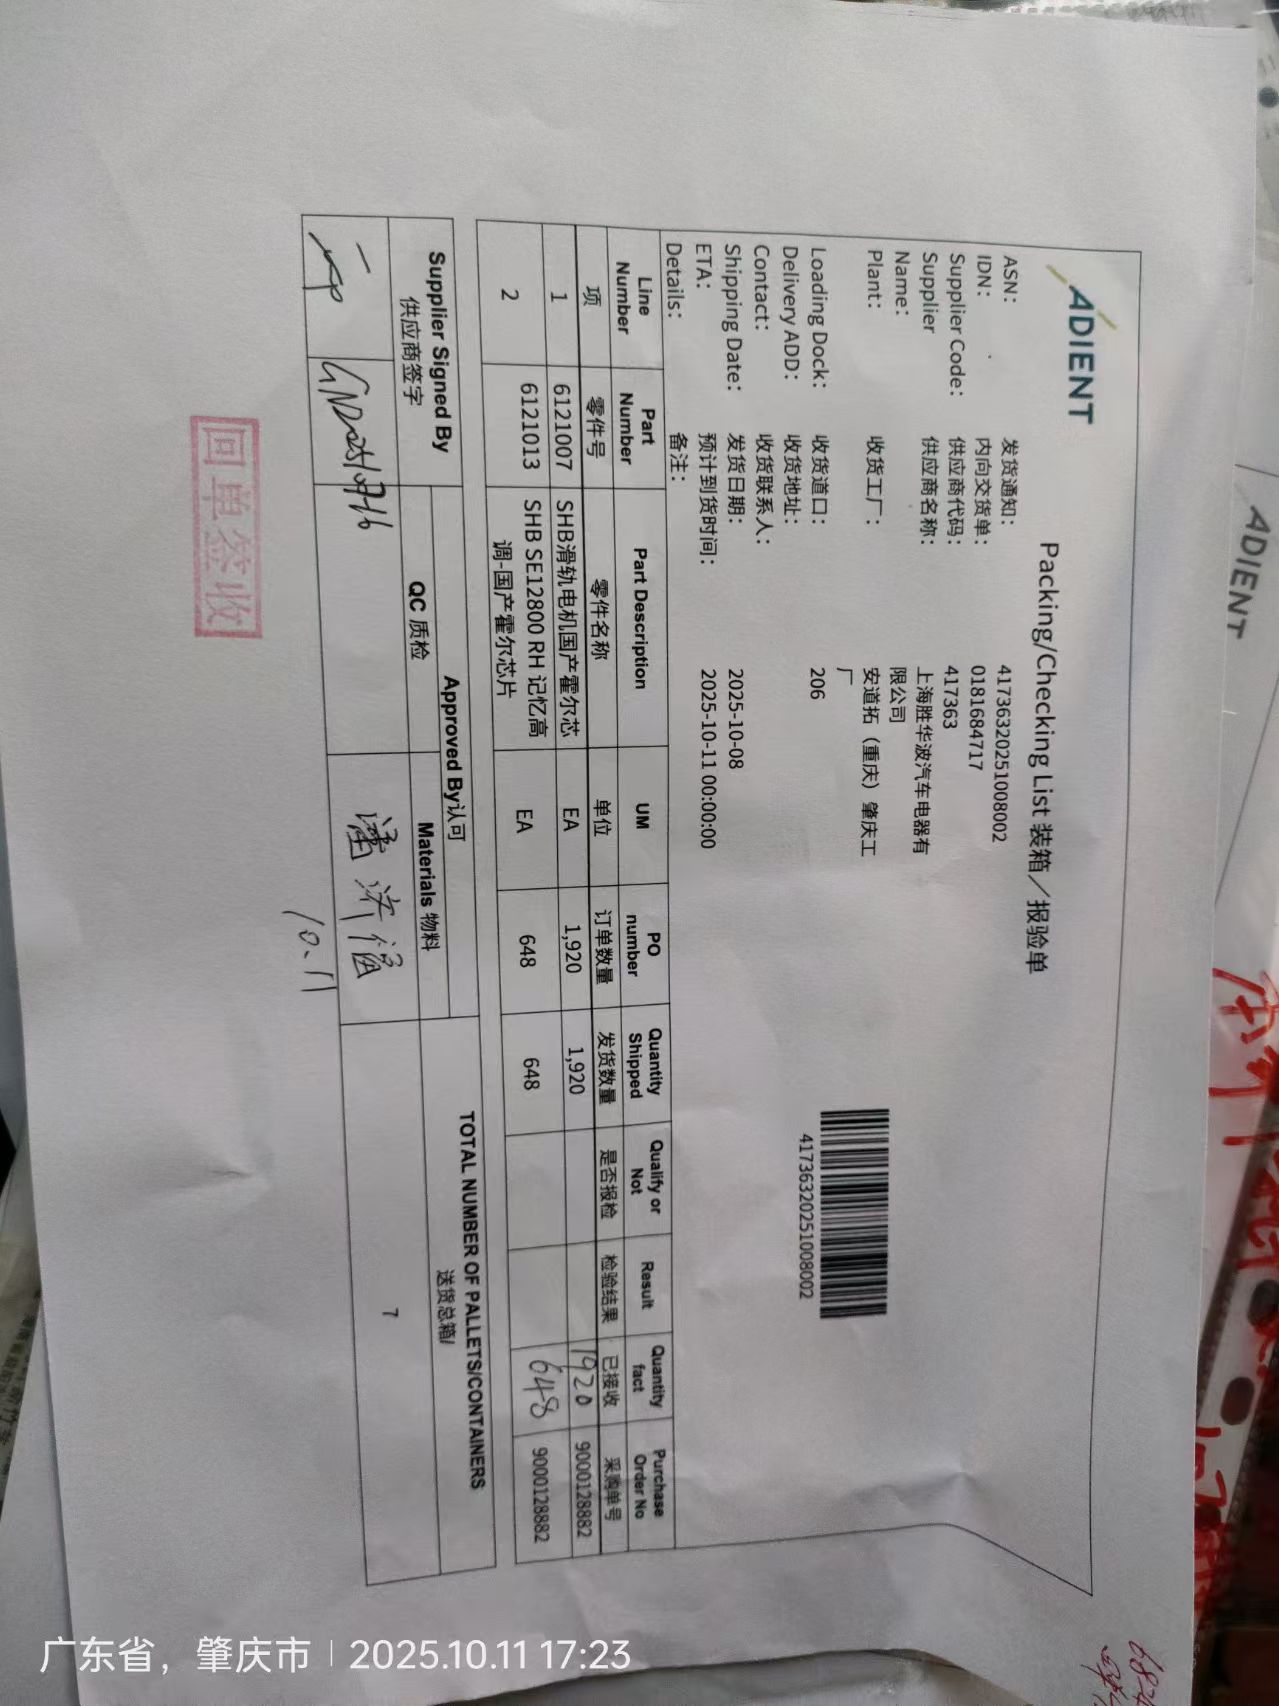 ADIENT
Packing/Checking List 装箱／报验单
ASN: 发货通知: 41736320251008002
IDN: 内向交货单: 0181684717
Supplier Code: 供应商代码: 417363
Supplier Name: 供应商名称: 上海胜华波汽车电器有限公司
Plant: 收货工厂: 安道拓（重庆）肇庆工厂
Loading Dock: 收货道口: 206
Delivery ADD: 收货地址:
Contact: 收货联系人:
Shipping Date: 发货日期: 2025-10-08
ETA: 预计到货时间: 2025-10-11 00:00:00
Details: 备注:
41736320251008002
Line Number Part Number Part Description UM PO number Quantity Shipped Qualify or Not Result Quantity fact Purchase Order No
项 零件号 零件名称 单位 订单数量 发货数量 是否报检 检验结果 已接收 采购单号
1 6121007 SHB滑轨电机国产霍尔芯 EA 1,920 1,920 1920 9000128882
2 6121013 SHB SE12800 RH 记忆高调-国产霍尔芯片 EA 648 648 648 9000128882
Supplier Signed By 供应商签字
Approved By认可
QC 质检
Materials 物料
TOTAL NUMBER OF PALLETS/CONTAINERS
送货总箱/
7
10.11
回单签收
ADIENT
广东省，肇庆市 | 2025.10.11 17:23